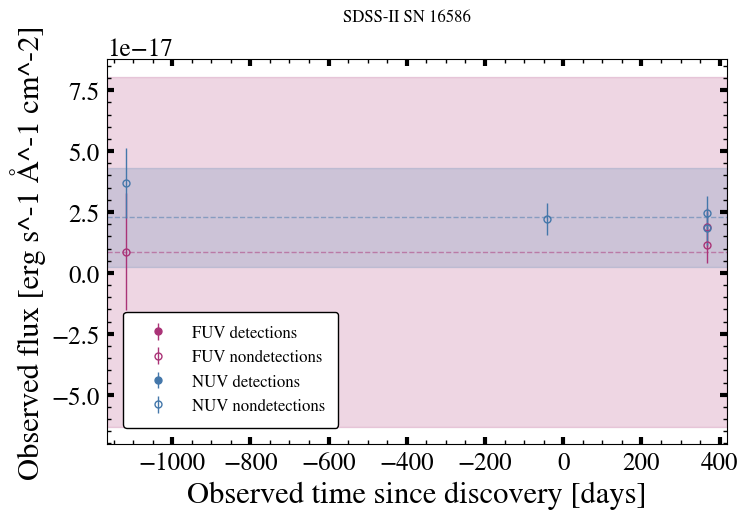 SDSS-II SN 16586
1e−17
Observed flux [erg s^-1 Å^-1 cm^-2]
7.5
5.0
2.5
0.0
−2.5
−5.0
FUV detections
FUV nondetections
NUV detections
NUV nondetections
−1000 −800 −600 −400 −200 0 200 400
Observed time since discovery [days]